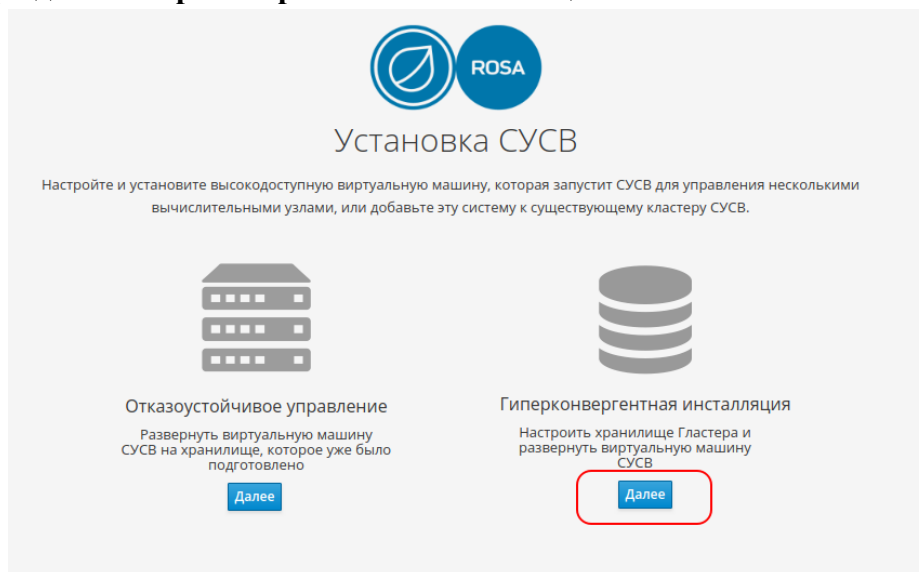 ROSA
Установка СУСВ
Настройте и установите высокодоступную виртуальную машину, которая запустит СУСВ для управления несколькими
вычислительными узлами, или добавьте эту систему к существующему кластеру СУСВ.
Отказоустойчивое управление
Развернуть виртуальную машину
СУСВ на хранилище, которое уже было
подготовлено
Далее
Гиперконвергентная инсталляция
Настроить хранилище Гластера и
развернуть виртуальную машину
СУСВ
Далее